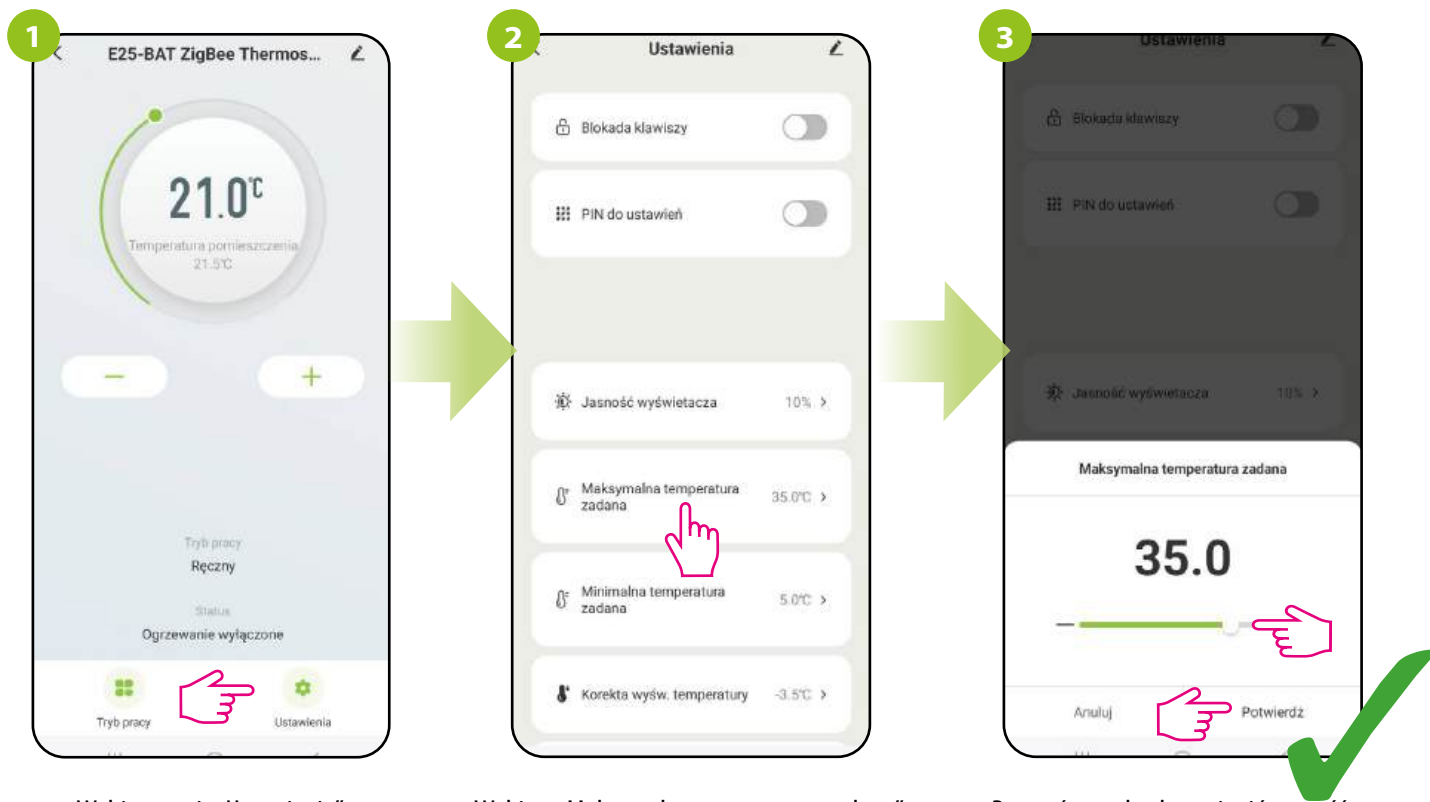 1
E25-BAT ZigBee Thermos...
21.0°C
Temperatura pomieszczenia
21.5°C
− +
Tryb pracy
Ręczny
Status
Ogrzewanie wyłączone
Tryb pracy
Ustawienia
2
Ustawienia
Blokada klawiszy
PIN do ustawień
Jasność wyświetacza 10% >
Maksymalna temperatura
zadana 35.0°C >
Minimalna temperatura
zadana 5.0°C >
Korekta wyśw. temperatury -3.5°C >
3
Ustawienia
Blokada klawiszy
PIN do ustawień
Jasność wyświetacza 10% >
Maksymalna temperatura zadana
35.0
Anuluj
Potwierdź